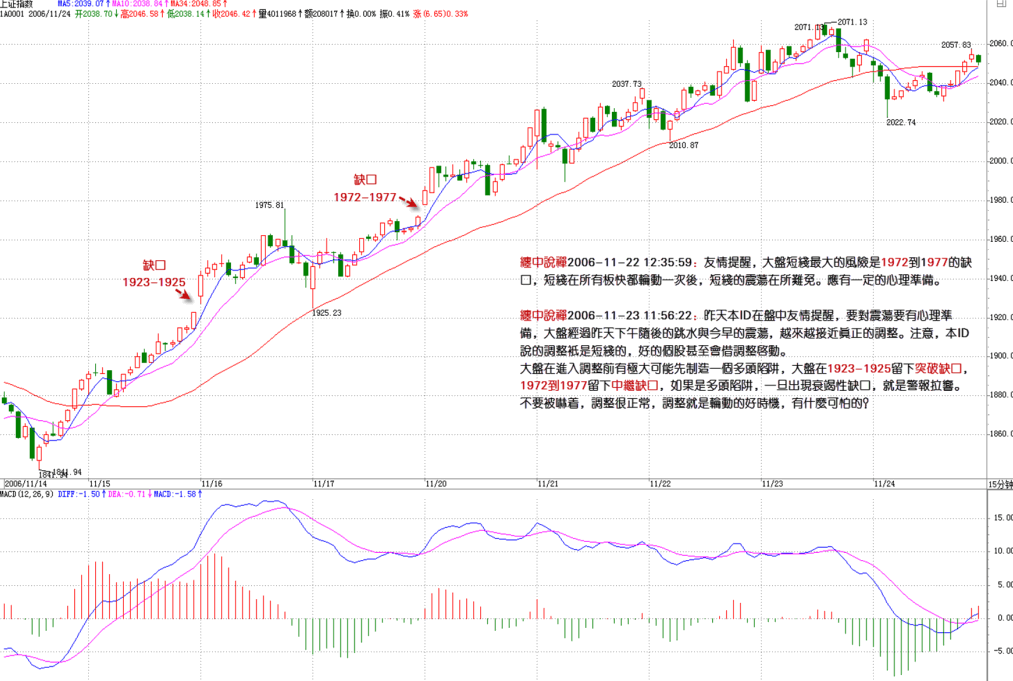 上证指数 MA5:2039.07↑MA10:2038.84↑MA34:2048.85↑
1A0001 2006/11/24 开2038.70↓高2046.58↑低2038.14↑收2046.42↑量4011968↑额208017↑换0.00% 振0.41% 涨(6.65)0.33%
2071.13
2071.13
2057.83
2060.0
2037.73
2040.0
2022.74
2020.0
2010.87
2000.0
缺口
1972-1977
1980.0
1975.81
1960.0
缺口
1923-1925
1940.0
1925.23
1920.0
1900.0
1880.0
1860.0
1841.94
1841.94
纏中說禪2006-11-22 12:35:59：友情提醒，大盤短綫最大的風險是1972到1977的缺
口，短綫在所有板快都輪動一次後，短綫的震蕩在所難免。應有一定的心理準備。
纏中說禪2006-11-23 11:56:22：昨天本ID在盤中友情提醒，要對震蕩要有心理準
備，大盤經過昨天下午隨後的跳水與今早的震蕩，越來越接近眞正的調整。注意，本ID
說的調整衹是短綫的，好的個股甚至會借調整啓動。
大盤在進入調整前有極大可能先制造一個多頭陷阱，大盤在1923-1925留下突破缺口，
1972到1977留下中繼缺口，如果是多頭陷阱，一旦出現衰竭性缺口，就是警報拉響。
不要被嚇着，調整很正常，調整就是輪動的好時機，有什麽可怕的?
2006/11/14 11/15 11/16 11/17 11/20 11/21 11/22 11/23 11/24 15分钟
MACD(12,26,9) DIFF:-1.50↑DEA:-0.71↓MACD:-1.58↑
15.00
10.00
5.00
0.00
-5.00